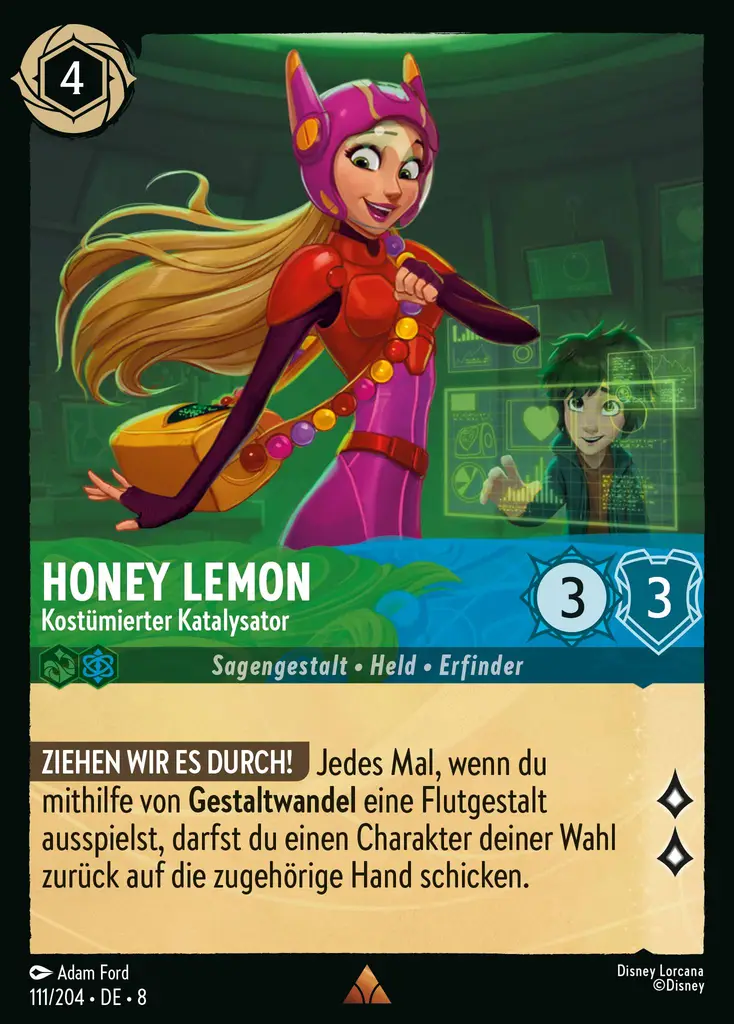 4
HONEY LEMON
Kostümierter Katalysator
3
3
Sagengestalt • Held • Erfinder
ZIEHEN WIR ES DURCH! Jedes Mal, wenn du
mithilfe von Gestaltwandel eine Flutgestalt
ausspielst, darfst du einen Charakter deiner Wahl
zurück auf die zugehörige Hand schicken.
Adam Ford
111/204 • DE • 8
Disney Lorcana
©Disney